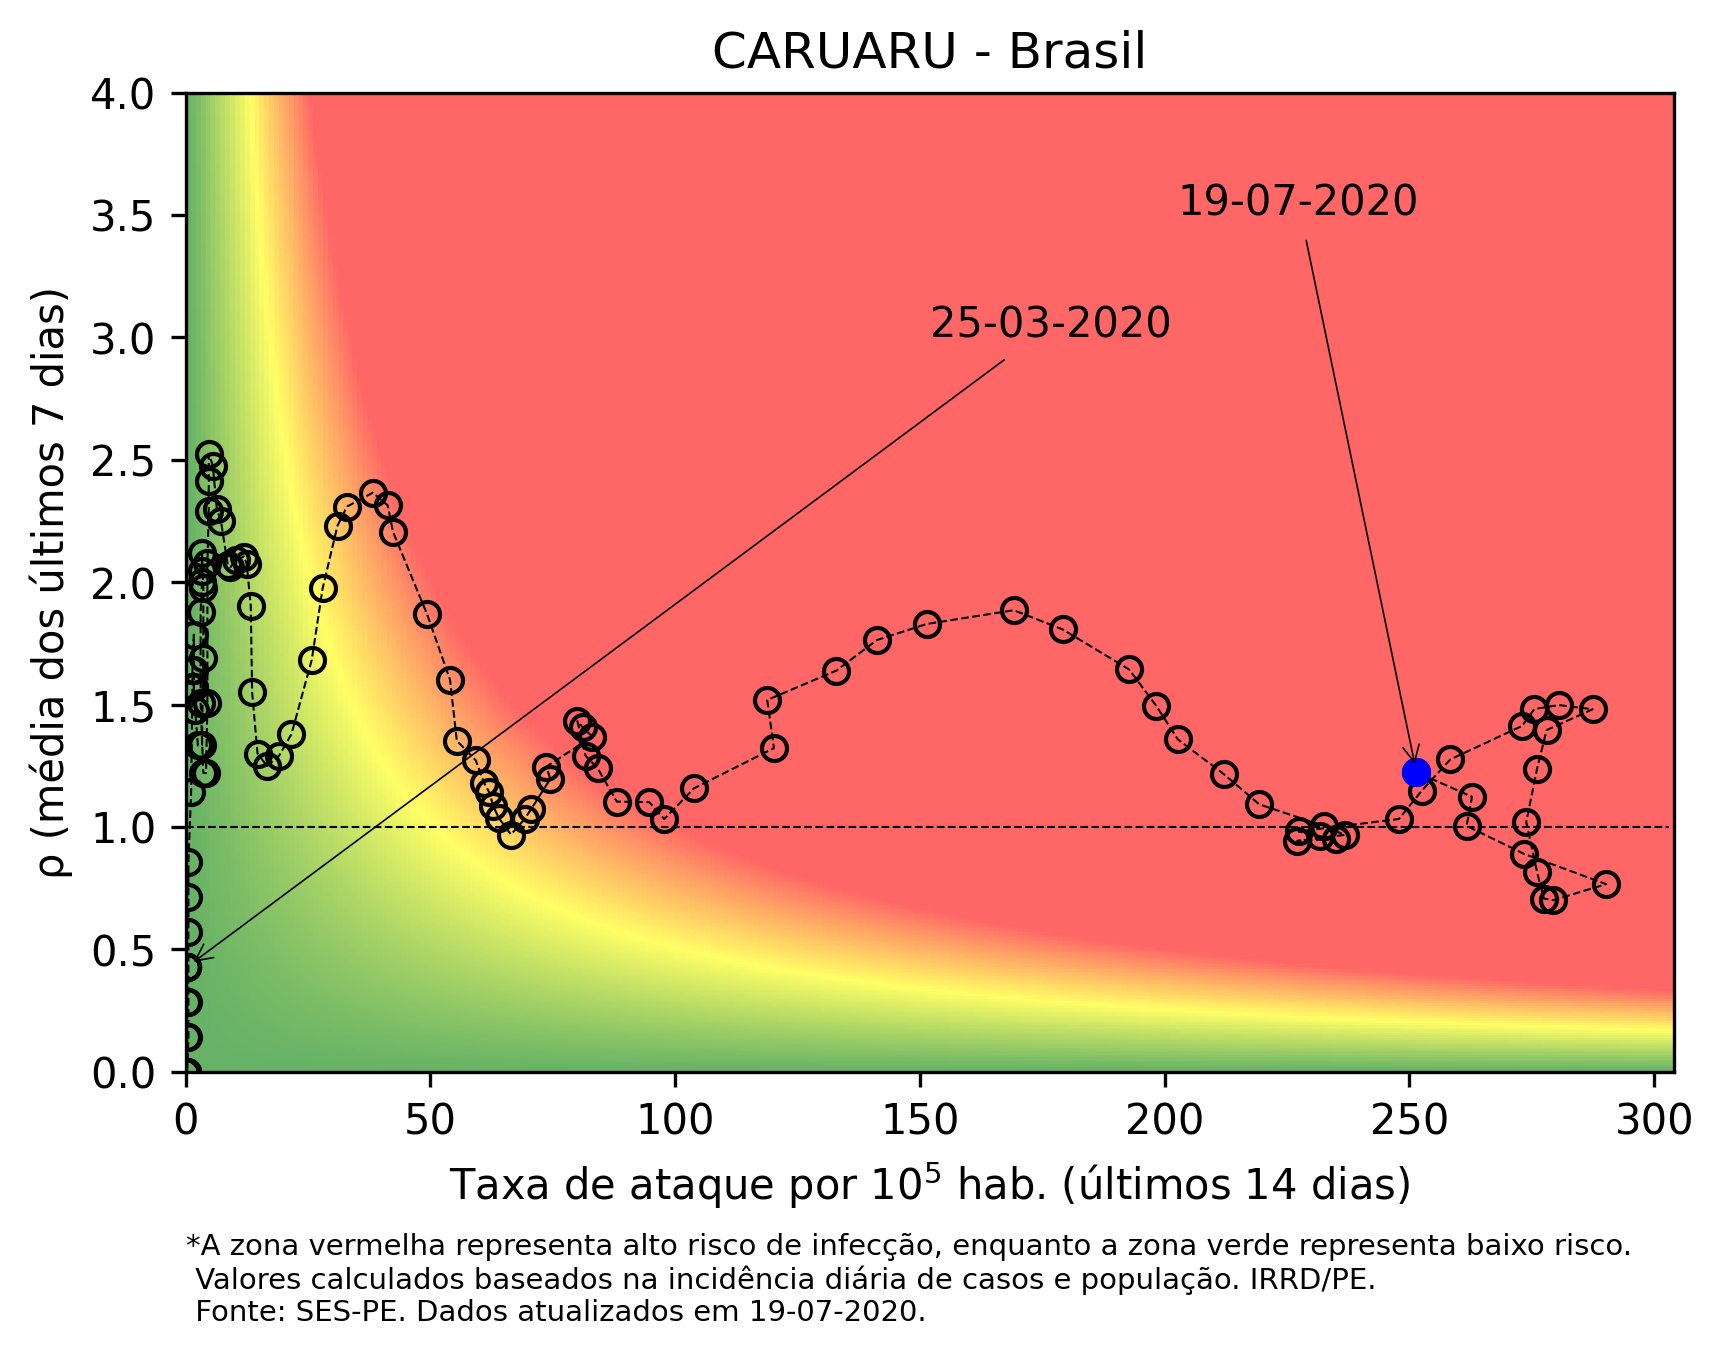 CARUARU - Brasil
4.0
3.5
3.0
2.5
2.0
1.5
1.0
0.5
0.0
ρ (média dos últimos 7 dias)
19-07-2020
25-03-2020
0 50 100 150 200 250 300
Taxa de ataque por 10⁵ hab. (últimos 14 dias)
*A zona vermelha representa alto risco de infecção, enquanto a zona verde representa baixo risco.
Valores calculados baseados na incidência diária de casos e população. IRRD/PE.
Fonte: SES-PE. Dados atualizados em 19-07-2020.